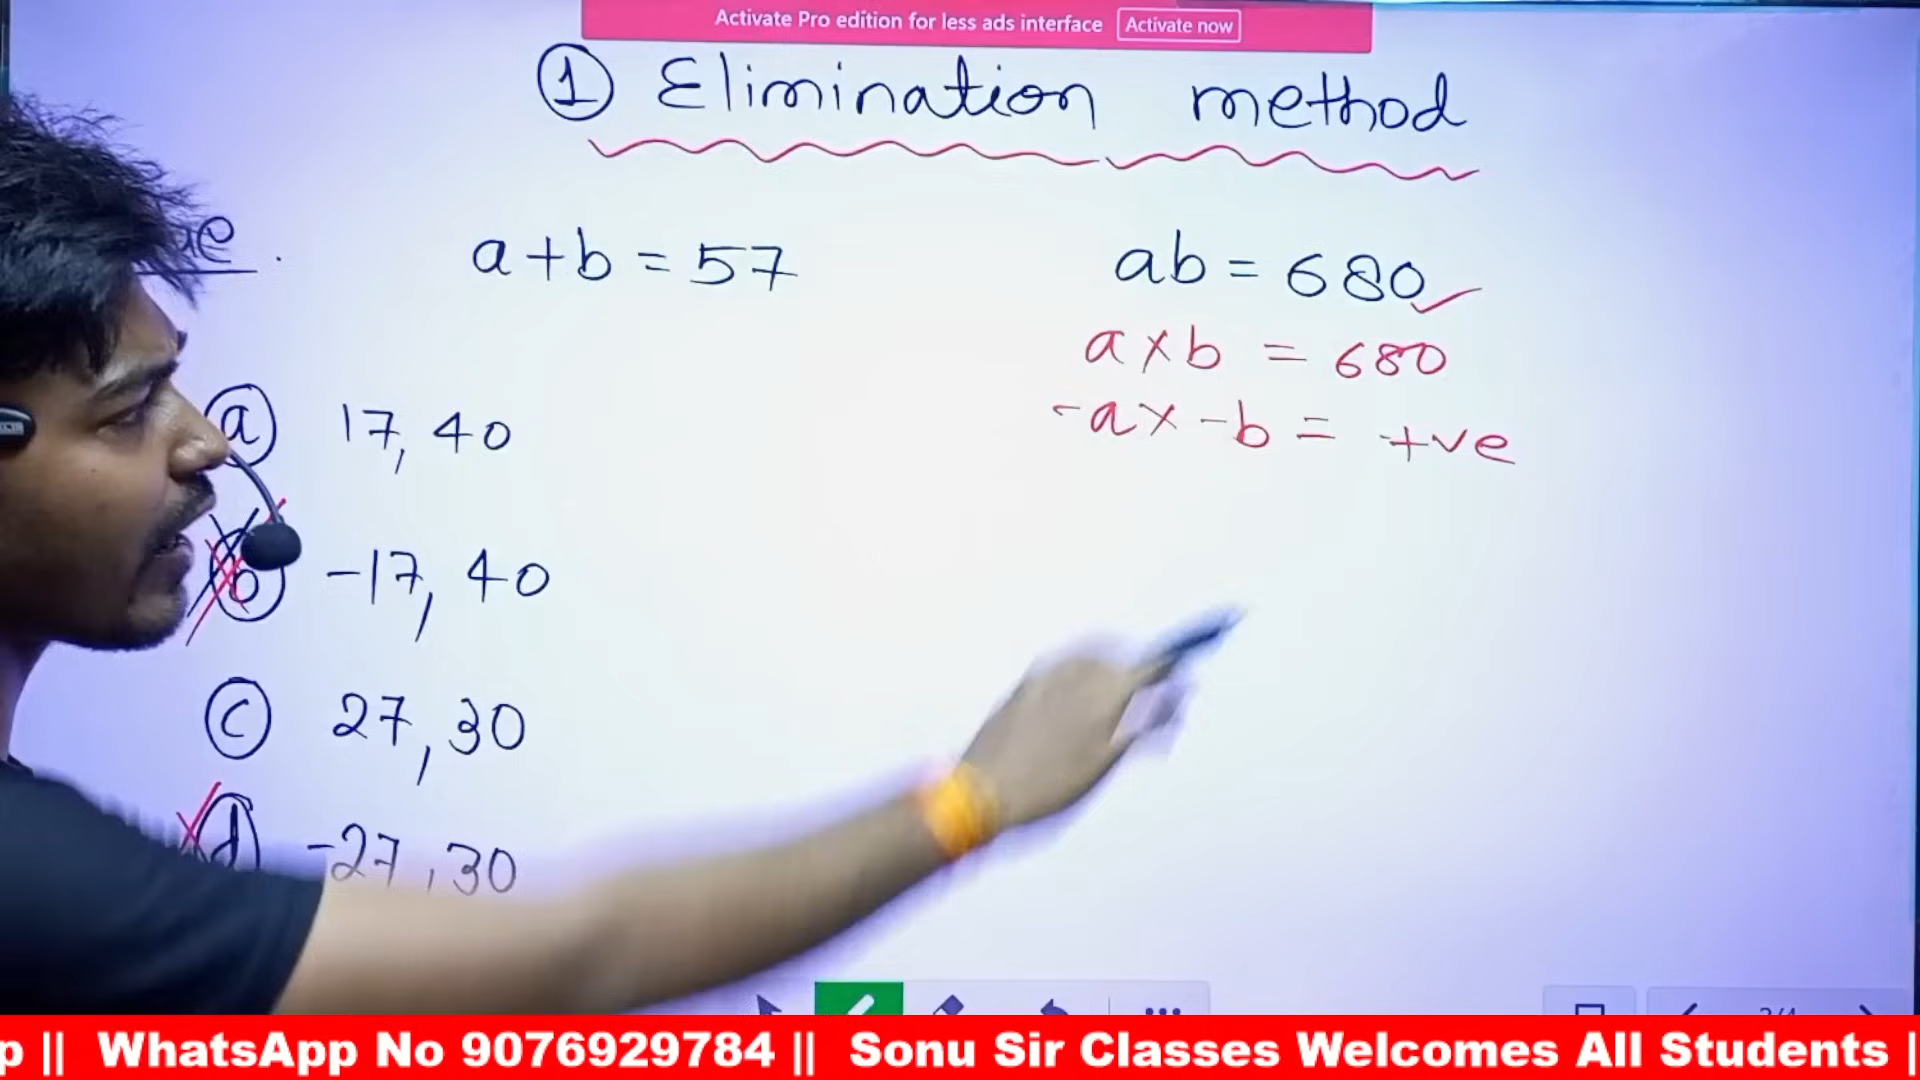 Activate Pro edition for less ads interface Activate now
① Elimination method
a+b = 57
ab = 680
a×b = 680
-a×-b = +ve
ⓐ 17, 40
ⓑ -17, 40
ⓒ 27, 30
ⓓ -27, 30
|| WhatsApp No 9076929784 || Sonu Sir Classes Welcomes All Students |